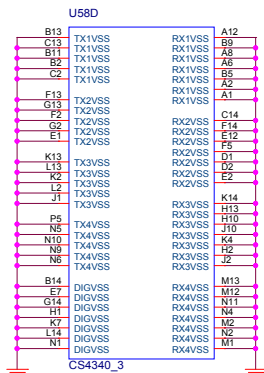 U58D
B13 TX1VSS RX1VSS A12
C13 TX1VSS RX1VSS B9
B11 TX1VSS RX1VSS A8
B2 TX1VSS RX1VSS A6
C2 TX1VSS RX1VSS B5
RX1VSS A2
F13 TX2VSS RX1VSS A1
G13 TX2VSS
F2 TX2VSS RX2VSS C14
G2 TX2VSS RX2VSS F14
E1 TX2VSS RX2VSS E12
RX2VSS F5
K13 TX3VSS RX2VSS D1
L13 TX3VSS RX2VSS D2
K2 TX3VSS RX2VSS E2
L2 TX3VSS
J1 TX3VSS RX3VSS K14
RX3VSS H13
P5 TX4VSS RX3VSS H10
N5 TX4VSS RX3VSS J10
N10 TX4VSS RX3VSS K4
N9 TX4VSS RX3VSS H2
N6 TX4VSS RX3VSS J2
B14 DIGVSS RX4VSS M13
E7 DIGVSS RX4VSS M12
G14 DIGVSS RX4VSS N11
H1 DIGVSS RX4VSS N4
K7 DIGVSS RX4VSS M2
L14 DIGVSS RX4VSS N2
N1 DIGVSS RX4VSS M1
CS4340_3